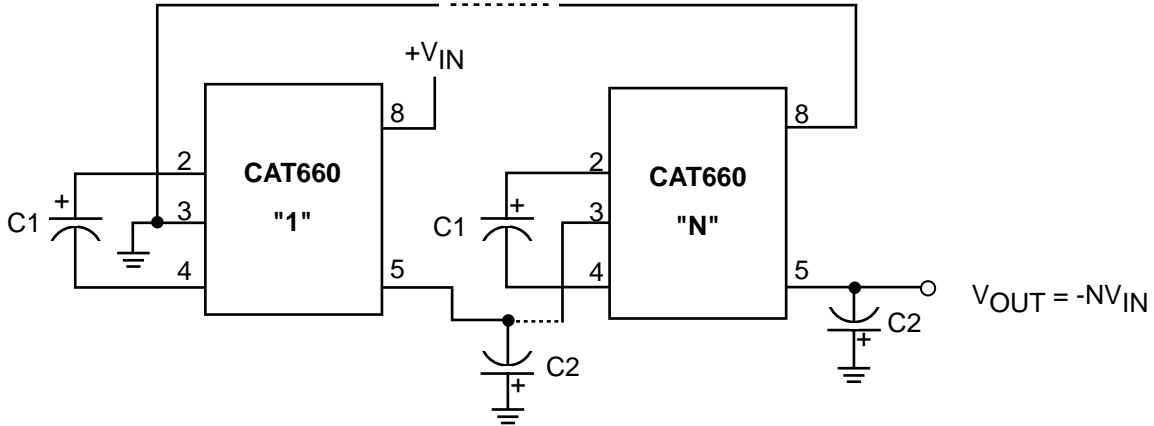 +VIN
8
8
2
CAT660
2
CAT660
+
"1"
+
"N"
C1
3
C1
3
4
5
4
5
VOUT = -NVIN
C2
+
C2
+